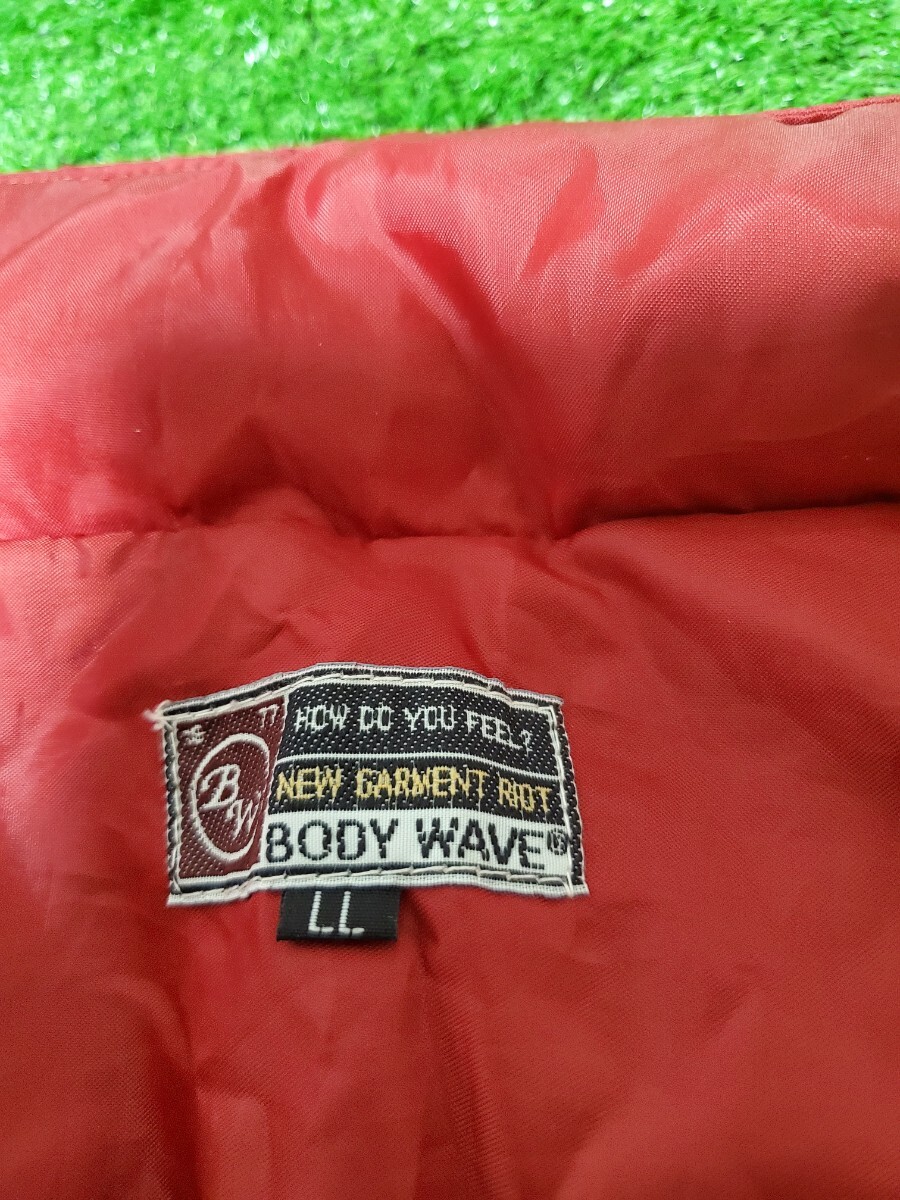 HOW DO YOU FEEL?
NEW GARMENT RIOT
BW
BODY WAVE®
LL